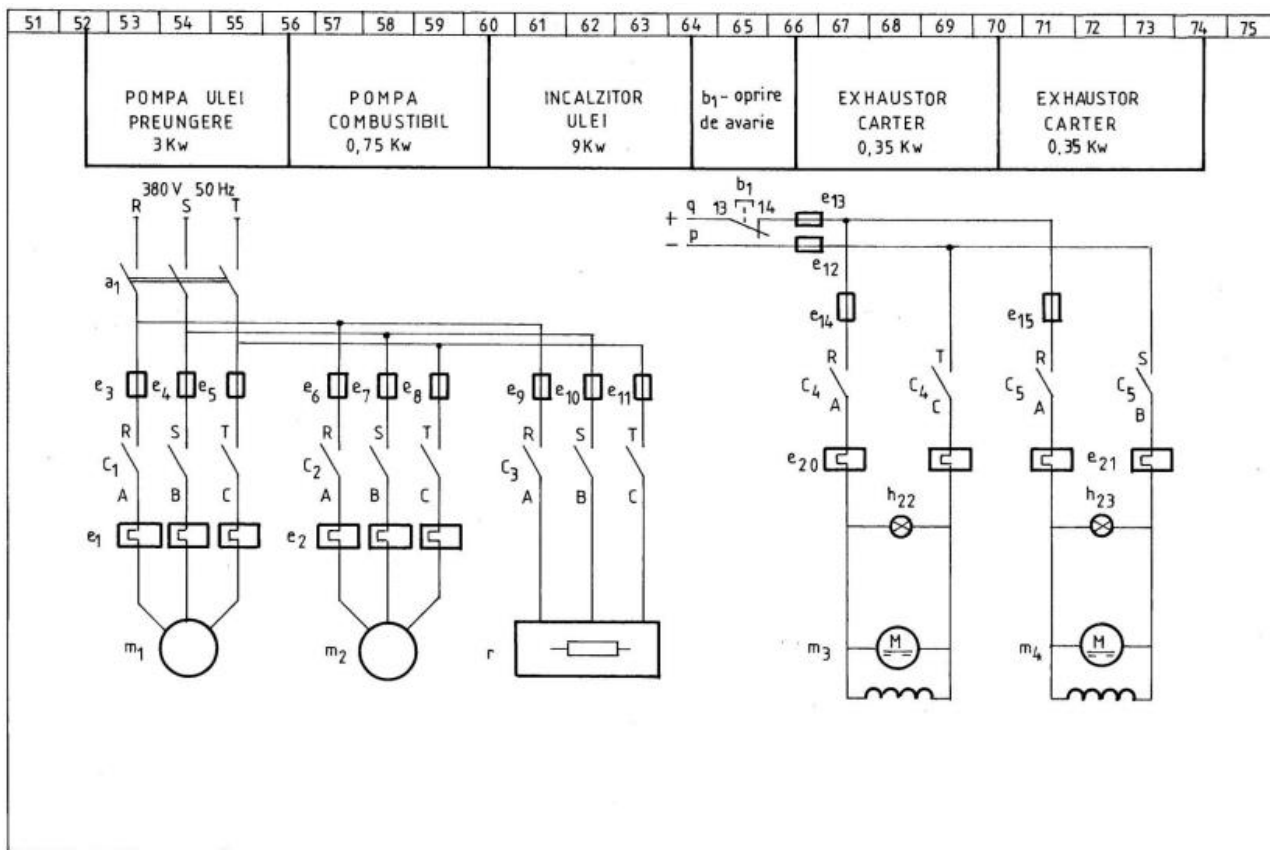 51 52 53 54 55 56 57 58 59 60 61 62 63 64 65 66 67 68 69 70 71 72 73 74 75
POMPA ULEI
PREUNGERE
3Kw
POMPA
COMBUSTIBIL
0,75 Kw
INCALZITOR
ULEI
9Kw
b1 - oprire
de avarie
EXHAUSTOR
CARTER
0,35 Kw
EXHAUSTOR
CARTER
0,35 Kw
380 V 50 Hz
R S T
b1
+ q 13 14 e13
- p
e12
a1
e14 e15
e3 e4 e5 e6 e7 e8 e9 e10 e11
R T R S
C4 C4 C5 C5
A C A B
R S T R S T R S T
C1 C2 C3
A B C A B C A B C
e20 e21
h22 h23
e1 e2
m1 m2 r m3 M m4 M